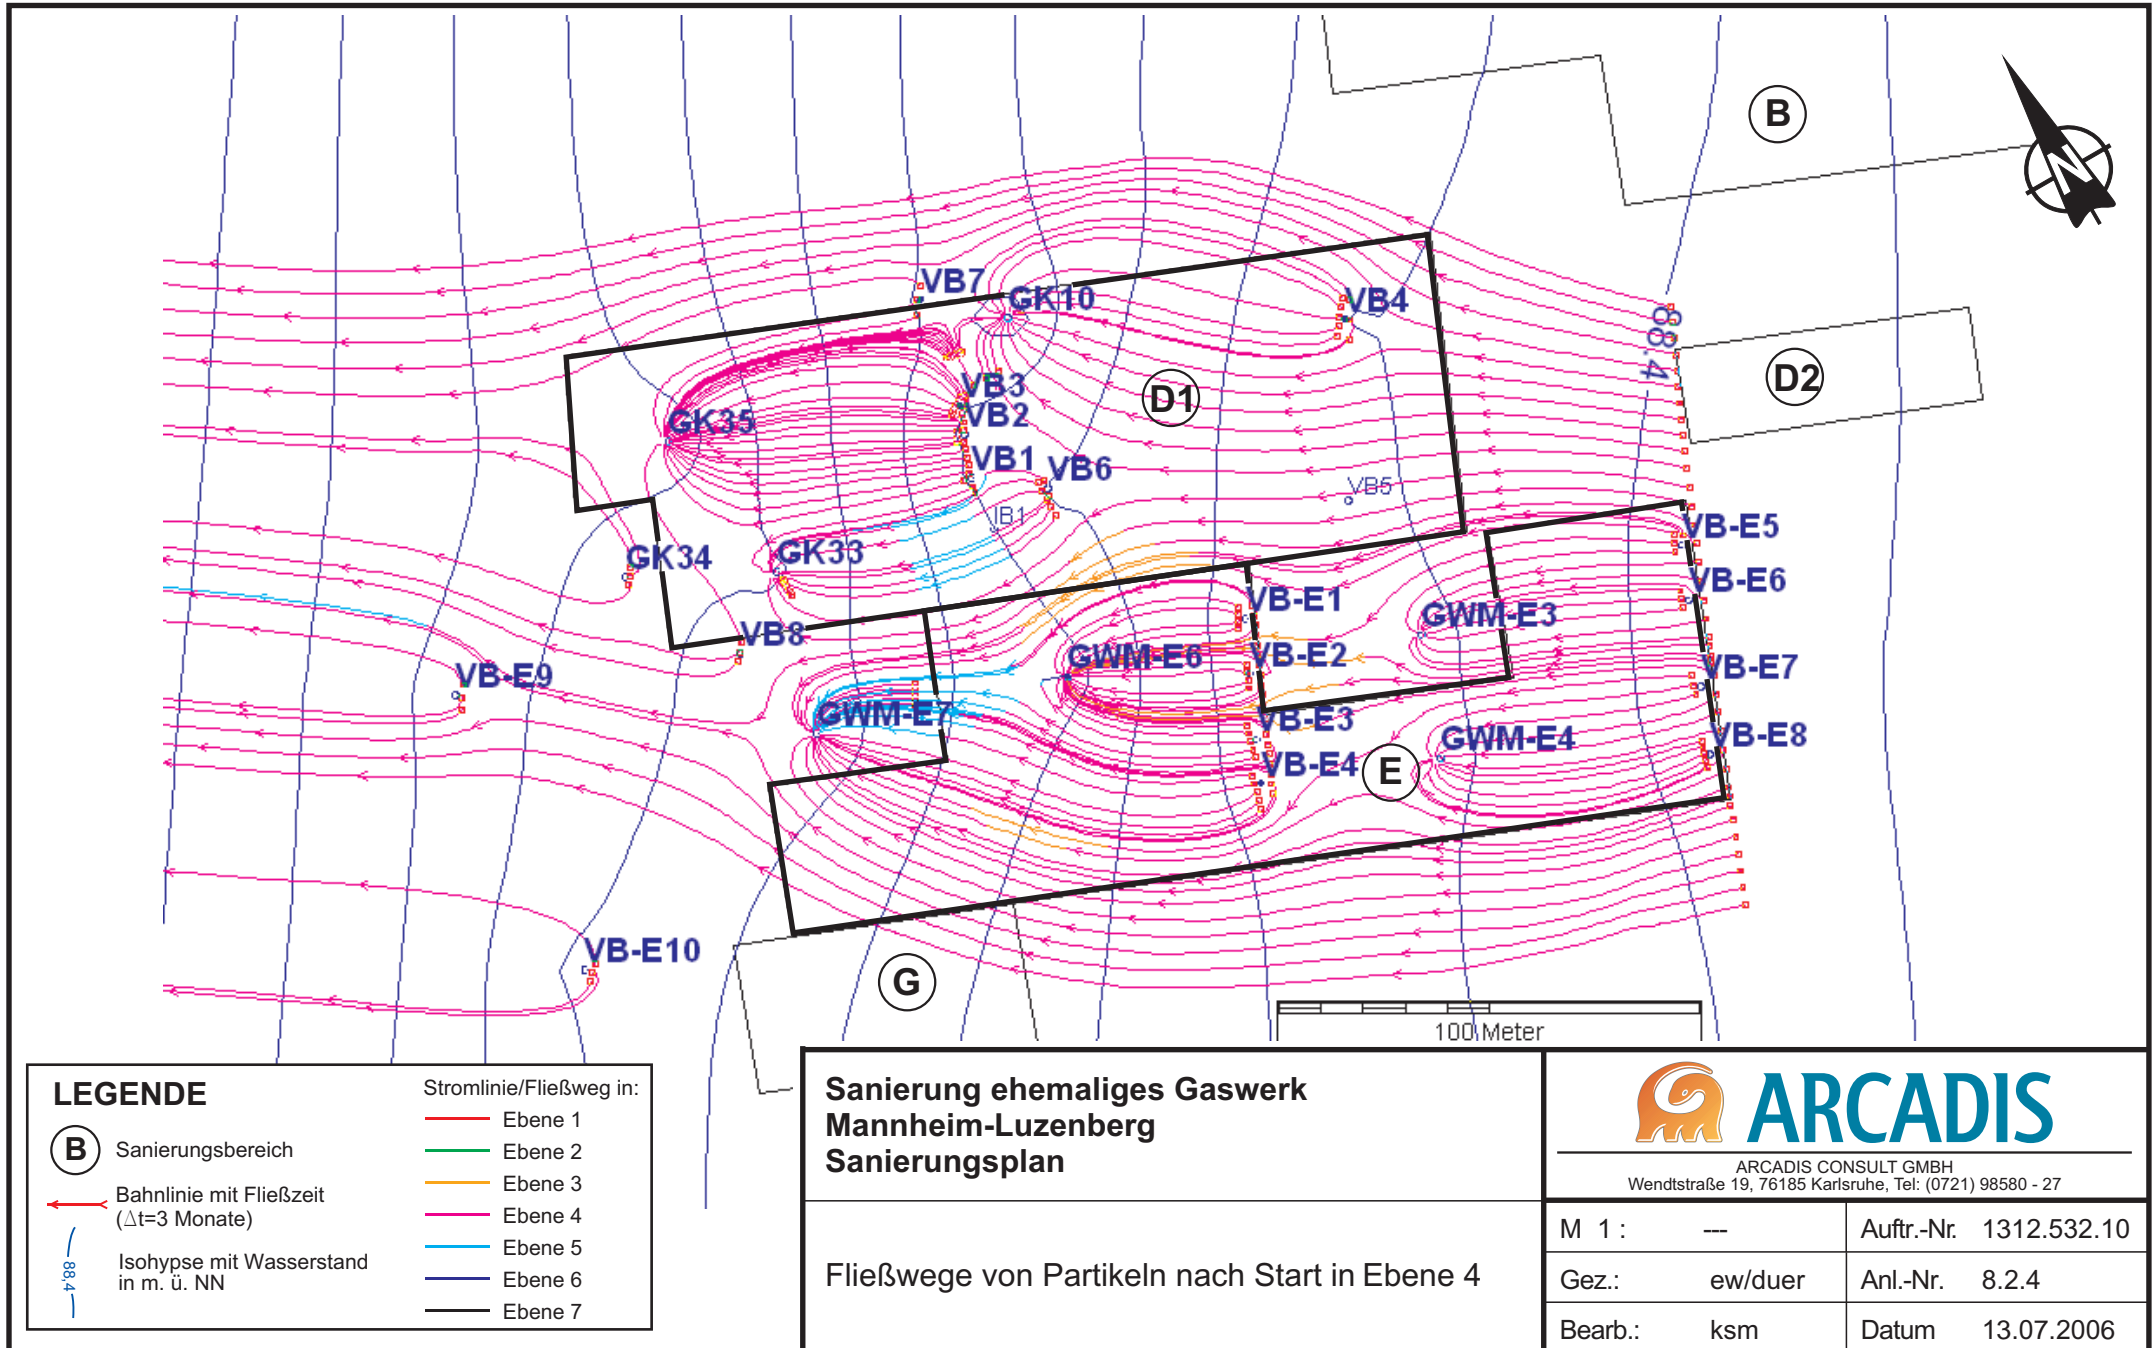 B
VB7
GK10
VB4
88.4
D2
D1
VB3
VB2
GK35
VB1
VB6
VB5
IB1
VB-E5
GK34
GK33
VB-E6
VB-E1
GWM-E3
VB8
VB-E2
GWM-E6
VB-E7
VB-E9
GWM-E7
VB-E3
GWM-E4
VB-E8
VB-E4
E
VB-E10
G
100 Meter
LEGENDE
B Sanierungsbereich
Bahnlinie mit Fließzeit
(Δt=3 Monate)
88,4
Isohypse mit Wasserstand
in m. ü. NN
Stromlinie/Fließweg in:
Ebene 1
Ebene 2
Ebene 3
Ebene 4
Ebene 5
Ebene 6
Ebene 7
Sanierung ehemaliges Gaswerk
Mannheim-Luzenberg
Sanierungsplan
Fließwege von Partikeln nach Start in Ebene 4
ARCADIS
ARCADIS CONSULT GMBH
Wendtstraße 19, 76185 Karlsruhe, Tel: (0721) 98580 - 27
M 1 : --- Auftr.-Nr. 1312.532.10
Gez.: ew/duer Anl.-Nr. 8.2.4
Bearb.: ksm Datum 13.07.2006